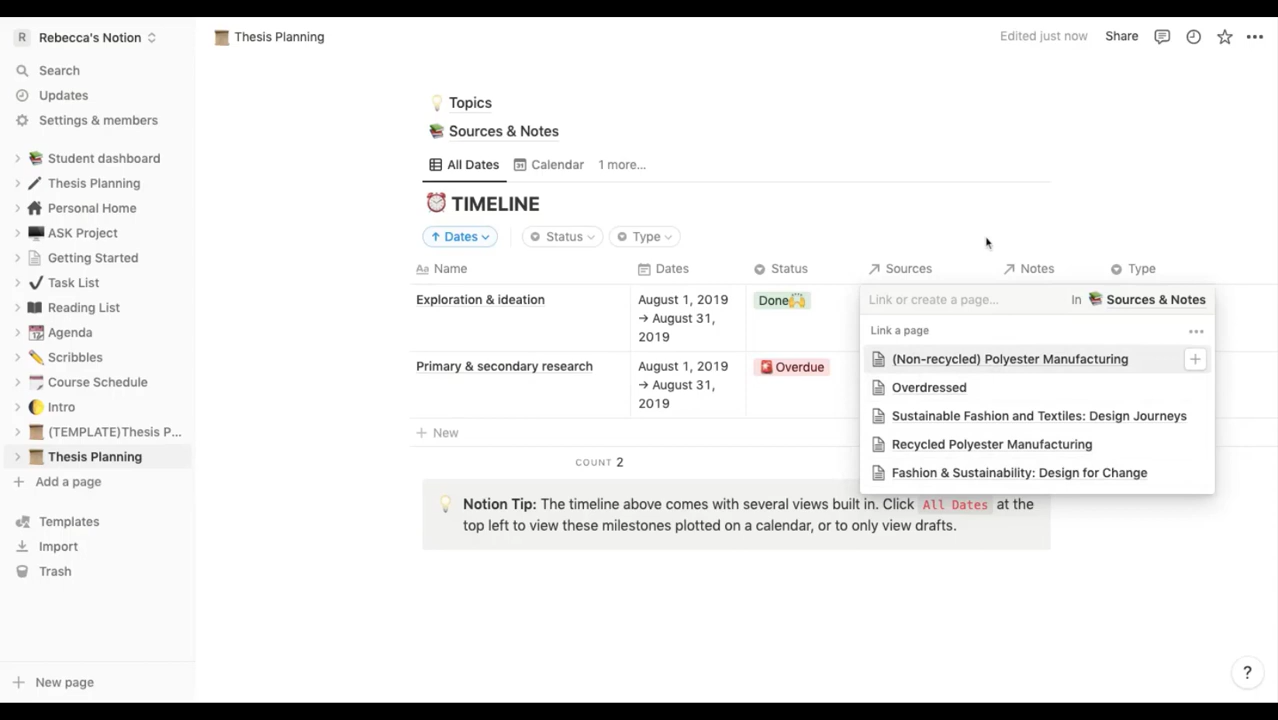 R Rebecca's Notion
Search
Updates
Settings & members
Student dashboard
Thesis Planning
Personal Home
ASK Project
Getting Started
Task List
Reading List
Agenda
Scribbles
Course Schedule
Intro
(TEMPLATE)Thesis P...
Thesis Planning
Add a page
Templates
Import
Trash
New page
Thesis Planning
Edited just now Share
Topics
Sources & Notes
All Dates 31 Calendar 1 more...
TIMELINE
Dates Status Type
Aa Name Dates Status Sources Notes Type
Exploration & ideation August 1, 2019 Done
→ August 31,
2019
Primary & secondary research August 1, 2019 Overdue
→ August 31,
2019
+ New
COUNT 2
Link or create a page... In Sources & Notes
Link a page
(Non-recycled) Polyester Manufacturing
Overdressed
Sustainable Fashion and Textiles: Design Journeys
Recycled Polyester Manufacturing
Fashion & Sustainability: Design for Change
Notion Tip: The timeline above comes with several views built in. Click All Dates at the
top left to view these milestones plotted on a calendar, or to only view drafts.
?